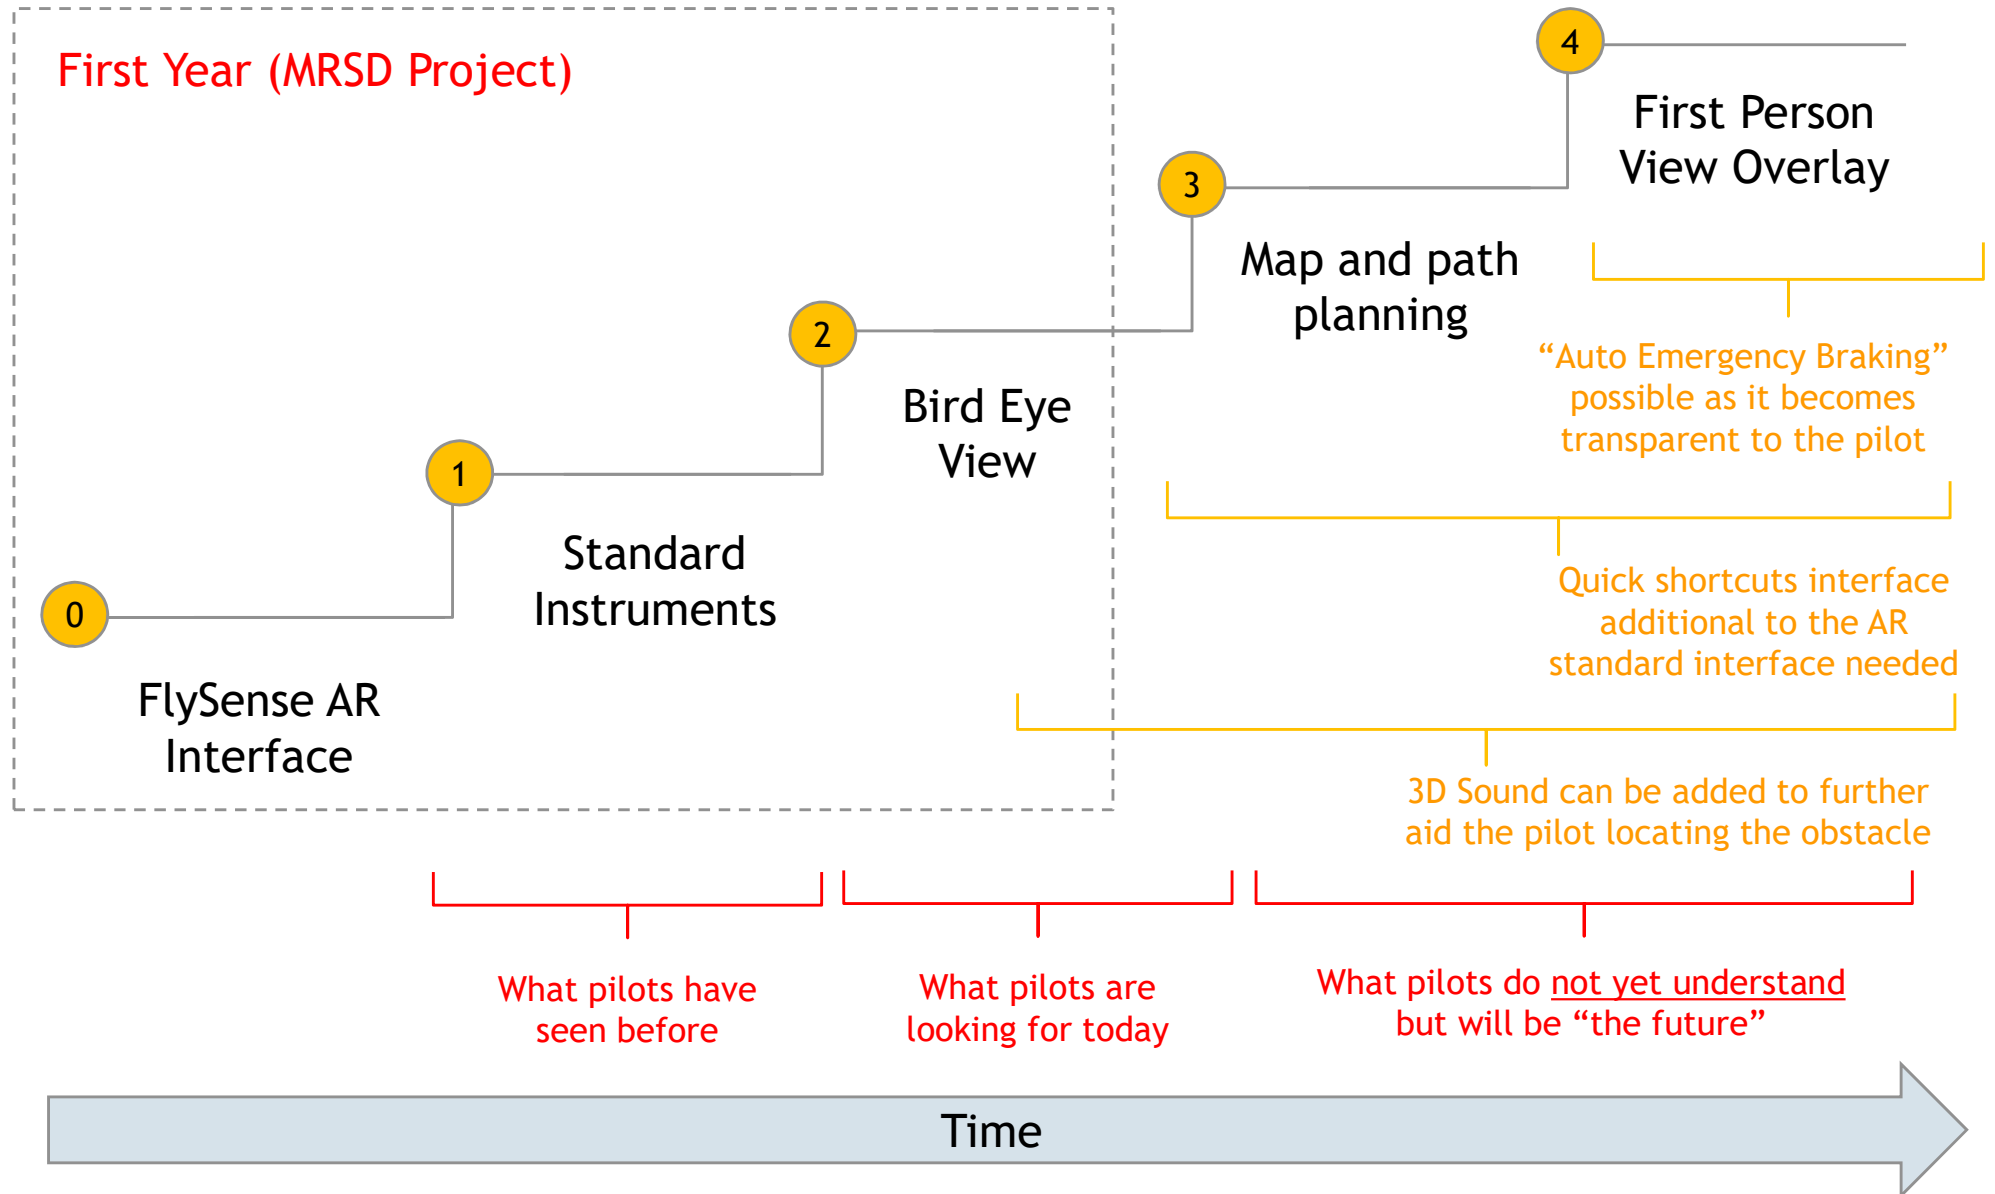 First Year (MRSD Project)
4
First Person
View Overlay
3
Map and path
planning
“Auto Emergency Braking”
possible as it becomes
transparent to the pilot
2
Bird Eye
View
1
Standard
Instruments
Quick shortcuts interface
additional to the AR
standard interface needed
0
FlySense AR
Interface
3D Sound can be added to further
aid the pilot locating the obstacle
What pilots have
seen before
What pilots are
looking for today
What pilots do not yet understand
but will be “the future”
Time